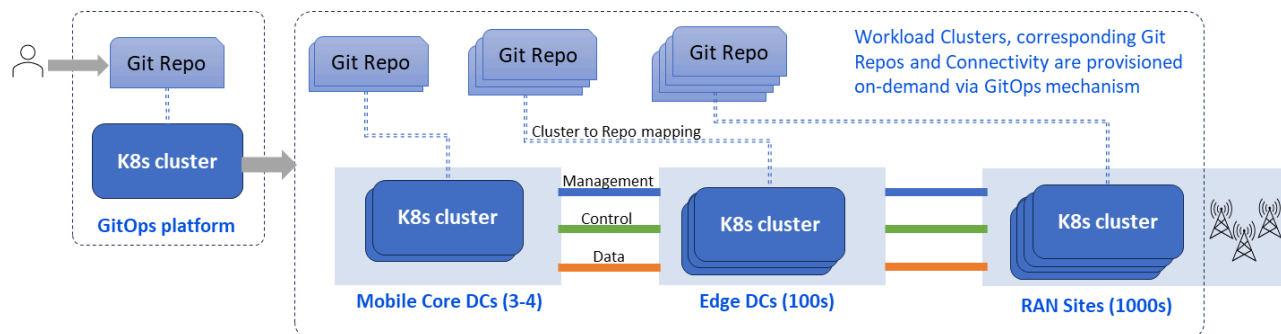 Git Repo
K8s cluster
GitOps platform
Git Repo
Git Repo
Git Repo
Workload Clusters, corresponding Git
Repos and Connectivity are provisioned
on-demand via GitOps mechanism
Cluster to Repo mapping
K8s cluster
Management
Control
Data
K8s cluster
K8s cluster
Mobile Core DCs (3-4)
Edge DCs (100s)
RAN Sites (1000s)